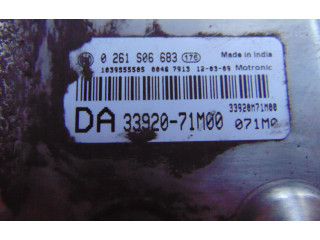 0 261 S06 683 176 Made in India
1039S55505 0046 7913 12-03-09 Motronic
33920M71M00
DA 33920-71M00 071M0